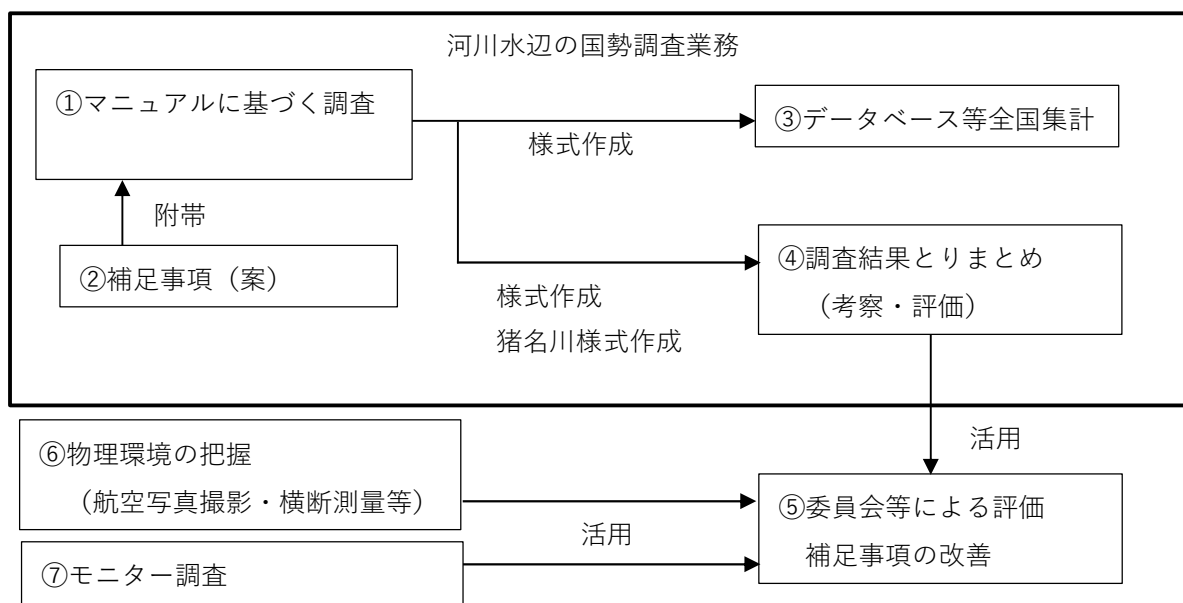 河川水辺の国勢調査業務
①マニュアルに基づく調査
③データベース等全国集計
様式作成
附帯
②補足事項（案）
④調査結果とりまとめ
（考察・評価）
様式作成
猪名川様式作成
活用
⑥物理環境の把握
（航空写真撮影・横断測量等）
⑤委員会等による評価
補足事項の改善
活用
⑦モニター調査